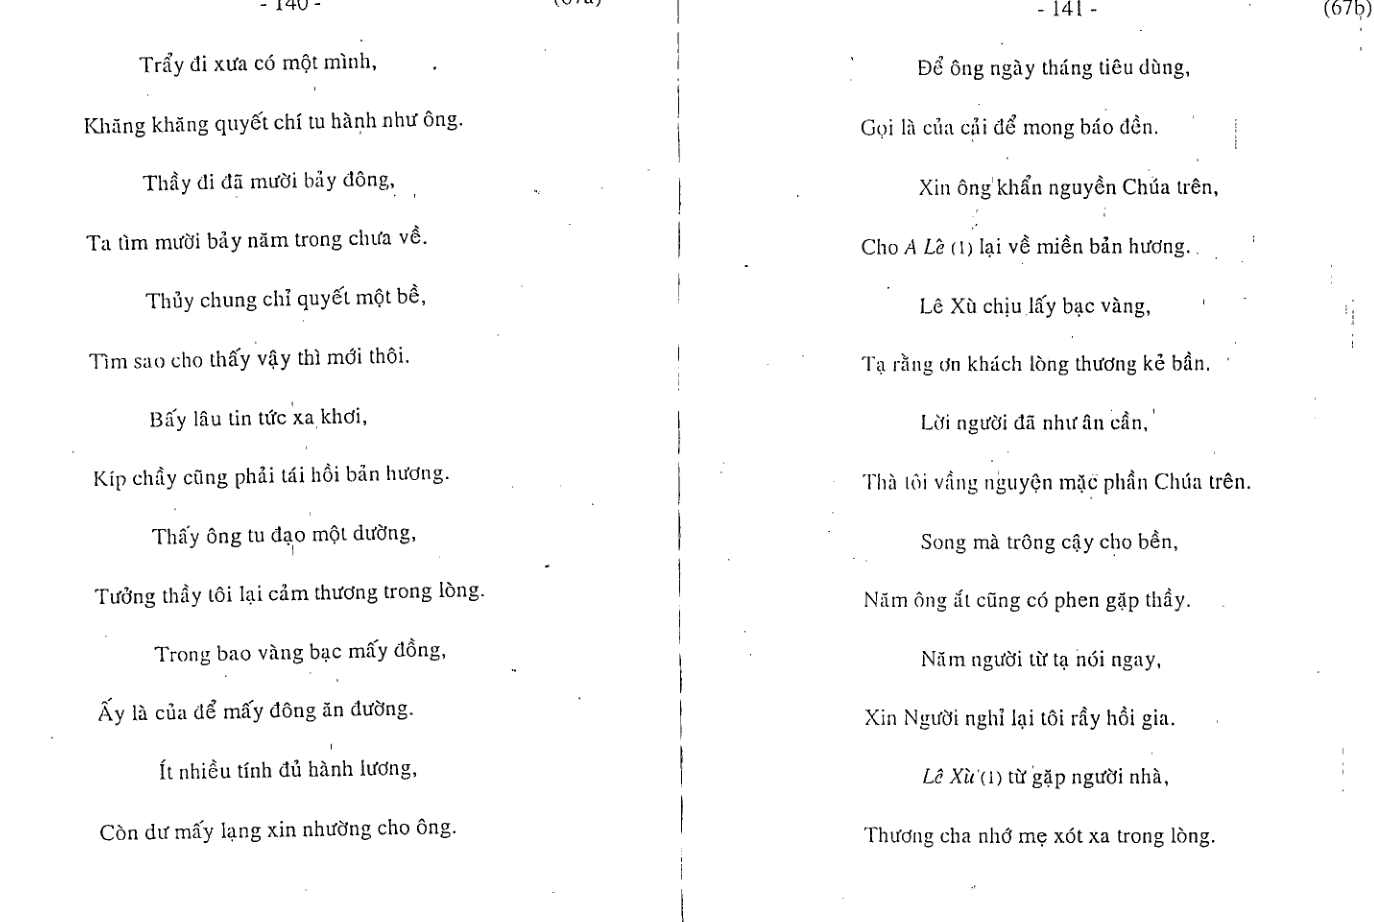 - 140 -
(67a)
Trẩy đi xưa có một mình,
Khăng khăng quyết chí tu hành như ông.
Thầy đi đã mười bảy đông,
Ta tìm mười bảy năm trong chưa về.
Thủy chung chỉ quyết một bề,
Tìm sao cho thấy vậy thì mới thôi.
Bấy lâu tin tức xa khơi,
Kíp chầy cũng phải tái hồi bản hương.
Thấy ông tu đạo một dường,
Tưởng thầy tôi lại cảm thương trong lòng.
Trong bao vàng bạc mấy đồng,
Ấy là của để mấy đông ăn đường.
Ít nhiều tính đủ hành lương,
Còn dư mấy lạng xin nhường cho ông.
- 141 -
(67b)
Để ông ngày tháng tiêu dùng,
Gọi là của cải để mong báo đền.
Xin ông khẩn nguyền Chúa trên,
Cho A Lê (1) lại về miền bản hương.
Lê Xù chịu lấy bạc vàng,
Tạ rằng ơn khách lòng thương kẻ bần.
Lời người đã như ân cần,
Thà tôi vầng nguyện mặc phần Chúa trên.
Song mà trông cậy cho bền,
Năm ông ắt cũng có phen gặp thầy.
Năm người từ tạ nói ngay,
Xin Người nghỉ lại tôi rầy hồi gia.
Lê Xù (1) từ gặp người nhà,
Thương cha nhớ mẹ xót xa trong lòng.